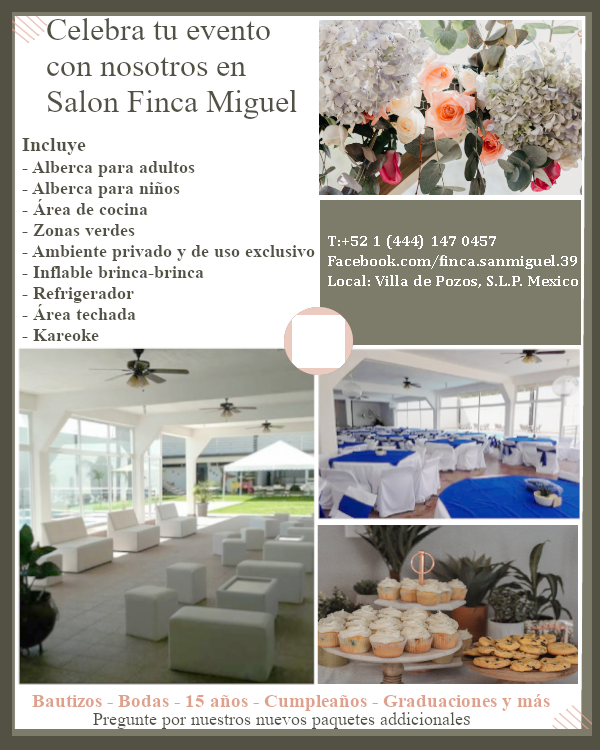 Celebra tu evento
con nosotros en
Salon Finca Miguel
Incluye
- Alberca para adultos
- Alberca para niños
- Área de cocina
- Zonas verdes
- Ambiente privado y de uso exclusivo
- Inflable brinca-brinca
- Refrigerador
- Área techada
- Kareoke
T:+52 1 (444) 147 0457
Facebook.com/finca.sanmiguel.39
Local: Villa de Pozos, S.L.P. Mexico
Bautizos - Bodas - 15 años - Cumpleaños - Graduaciones y más
Pregunte por nuestros nuevos paquetes addicionales